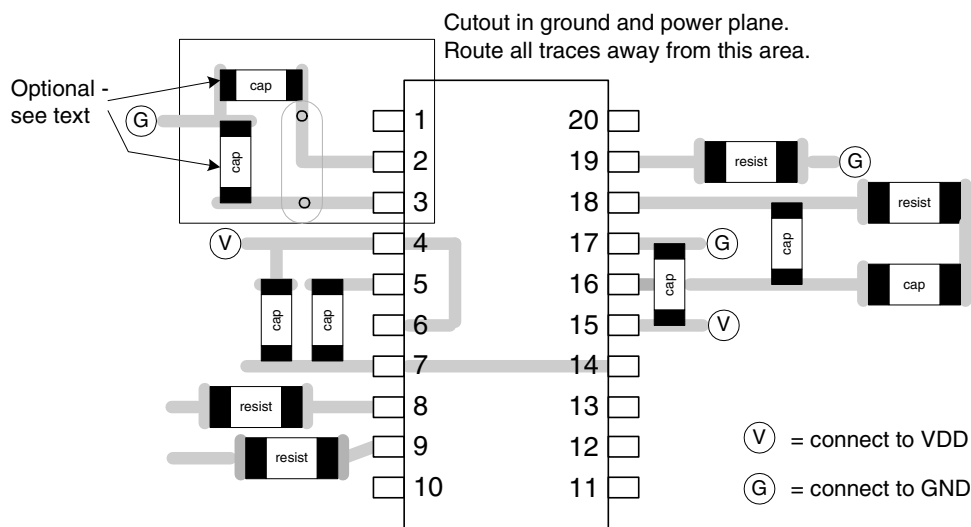 Cutout in ground and power plane.
Route all traces away from this area.
Optional -
see text
cap
G
cap
1
2
3
4
5
6
7
8
9
10
20
19
18
17
16
15
14
13
12
11
V
cap
cap
resist
resist
resist
G
resist
cap
G
cap
cap
V
V = connect to VDD
G = connect to GND